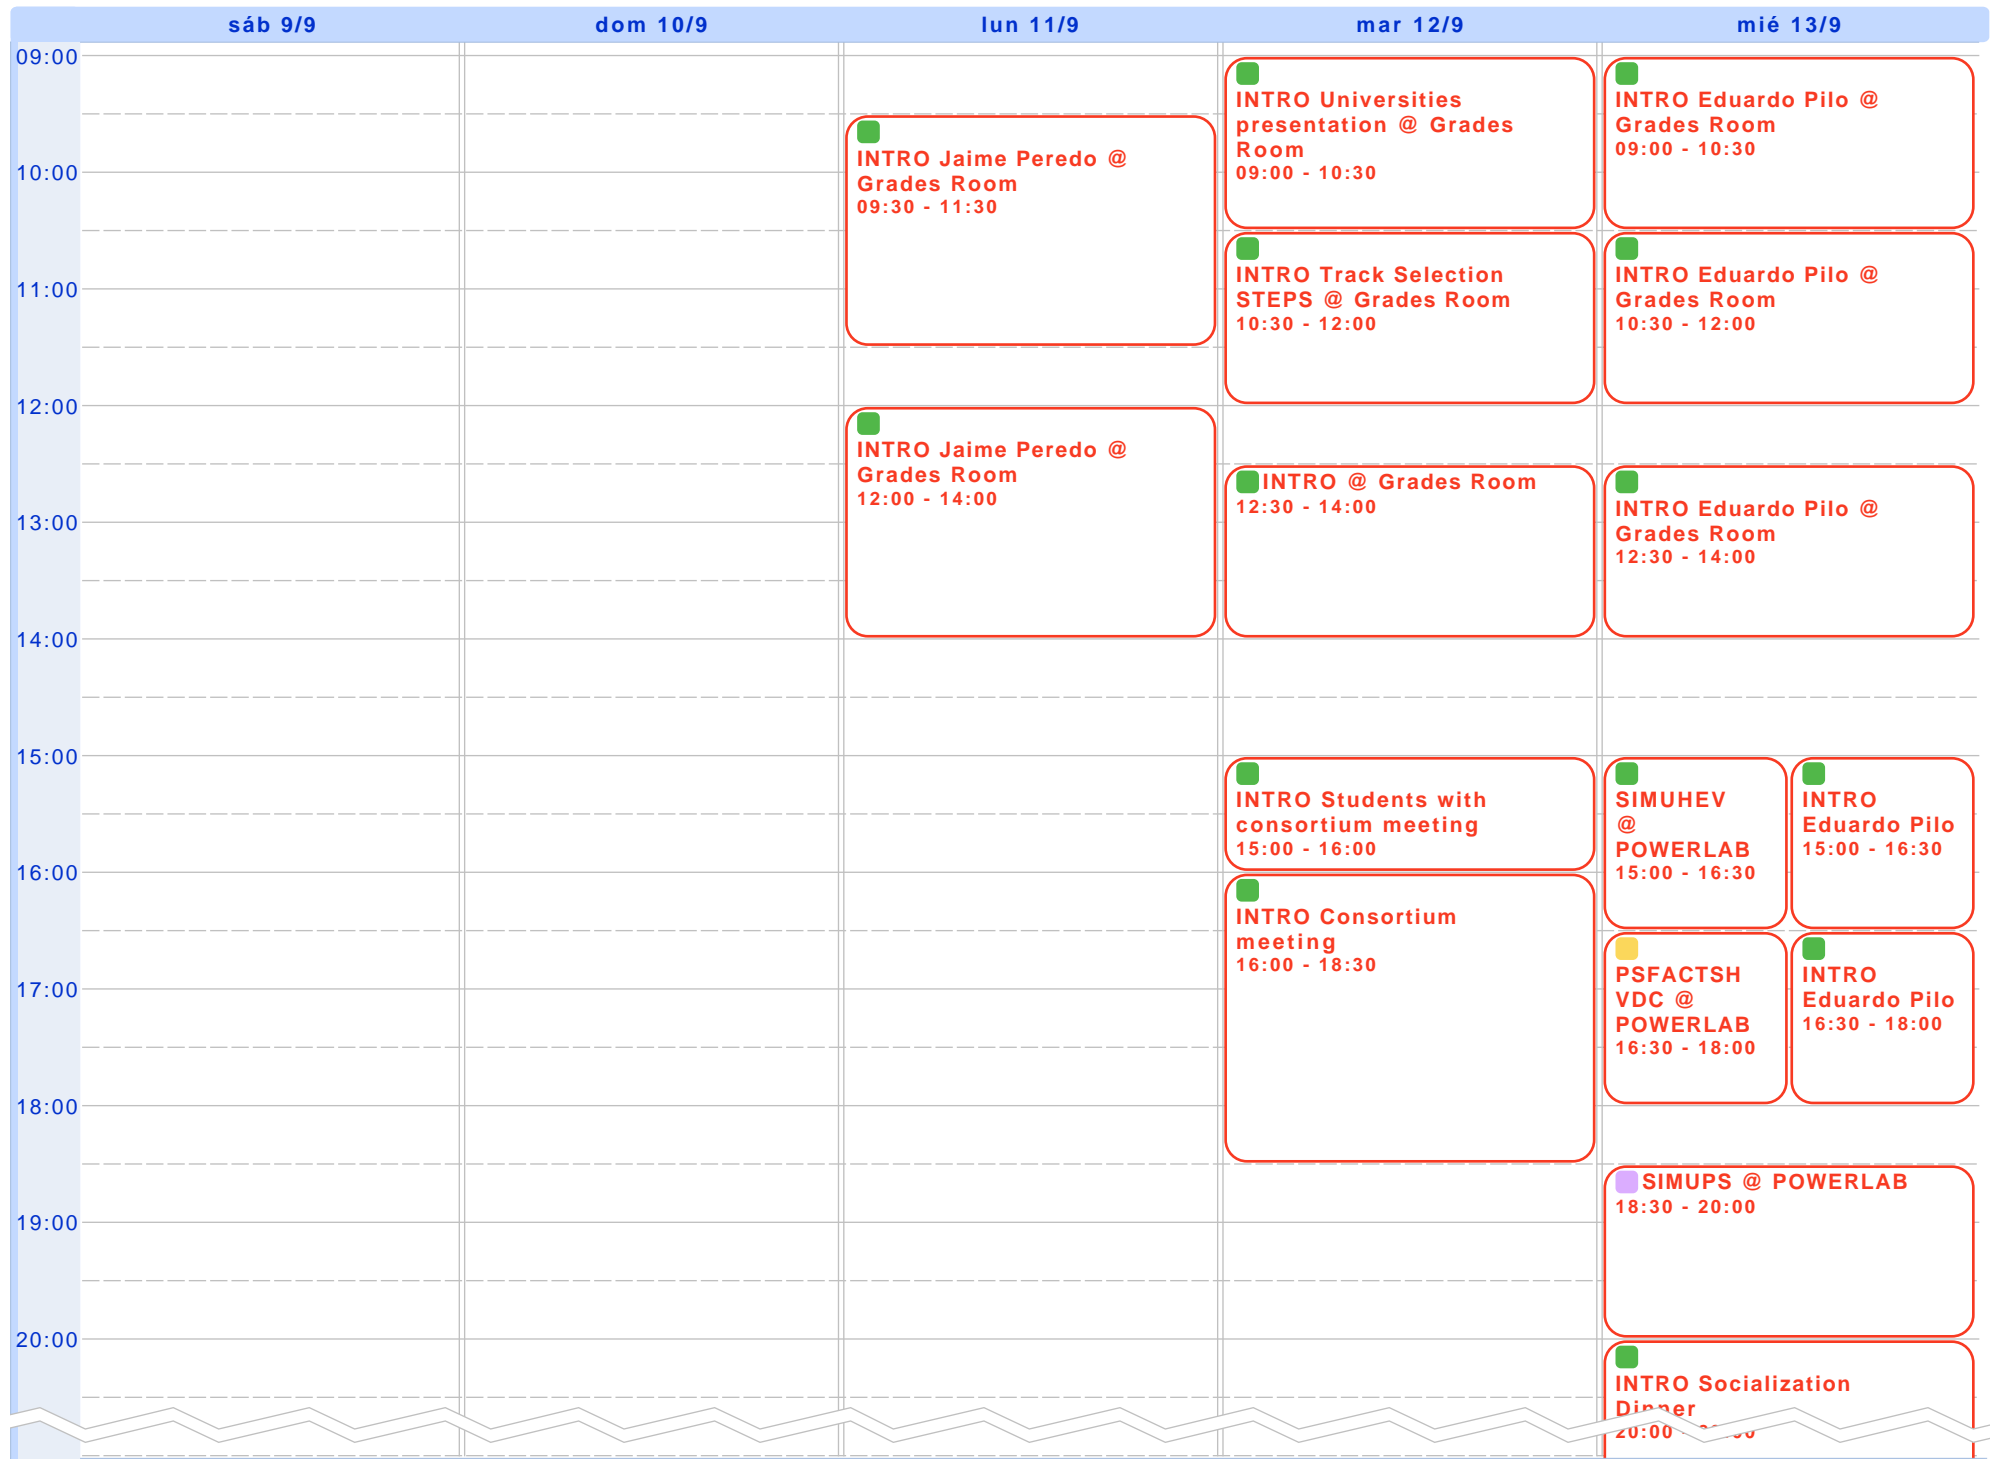 sáb 9/9
dom 10/9
lun 11/9
mar 12/9
mié 13/9
09:00
10:00
11:00
12:00
13:00
14:00
15:00
16:00
17:00
18:00
19:00
20:00
INTRO Jaime Peredo @
Grades Room
09:30 - 11:30
INTRO Jaime Peredo @
Grades Room
12:00 - 14:00
INTRO Universities
presentation @ Grades
Room
09:00 - 10:30
INTRO Track Selection
STEPS @ Grades Room
10:30 - 12:00
INTRO @ Grades Room
12:30 - 14:00
INTRO Students with
consortium meeting
15:00 - 16:00
INTRO Consortium
meeting
16:00 - 18:30
INTRO Eduardo Pilo @
Grades Room
09:00 - 10:30
INTRO Eduardo Pilo @
Grades Room
10:30 - 12:00
INTRO Eduardo Pilo @
Grades Room
12:30 - 14:00
SIMUHEV
@
POWERLAB
15:00 - 16:30
INTRO
Eduardo Pilo
15:00 - 16:30
PSFACTSH
VDC @
POWERLAB
16:30 - 18:00
INTRO
Eduardo Pilo
16:30 - 18:00
SIMUPS @ POWERLAB
18:30 - 20:00
INTRO Socialization
Dinner
20:00 -